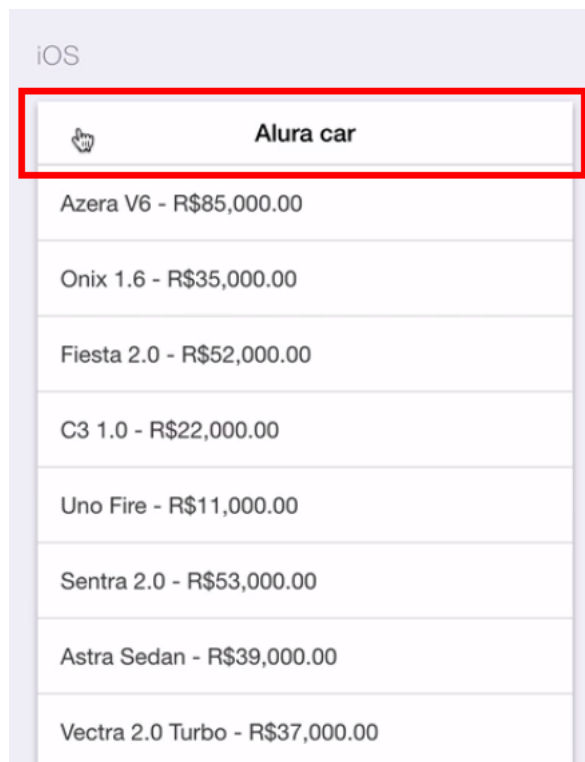 iOS
Alura car
Azera V6 - R$85,000.00
Onix 1.6 - R$35,000.00
Fiesta 2.0 - R$52,000.00
C3 1.0 - R$22,000.00
Uno Fire - R$11,000.00
Sentra 2.0 - R$53,000.00
Astra Sedan - R$39,000.00
Vectra 2.0 Turbo - R$37,000.00